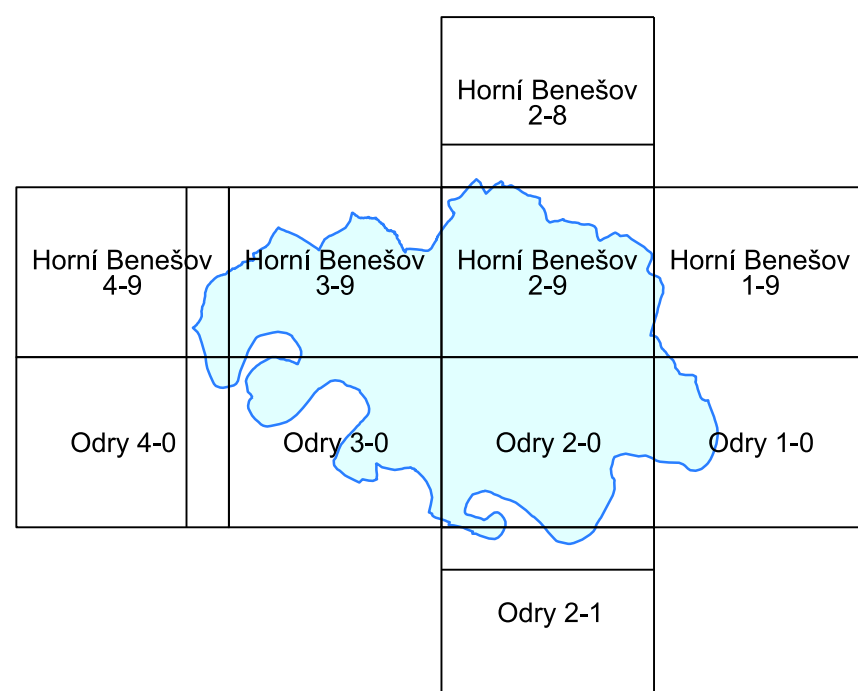 Horní Benešov
2-8
Horní Benešov
4-9
Horní Benešov
3-9
Horní Benešov
2-9
Horní Benešov
1-9
Odry 4-0
Odry 3-0
Odry 2-0
Odry 1-0
Odry 2-1